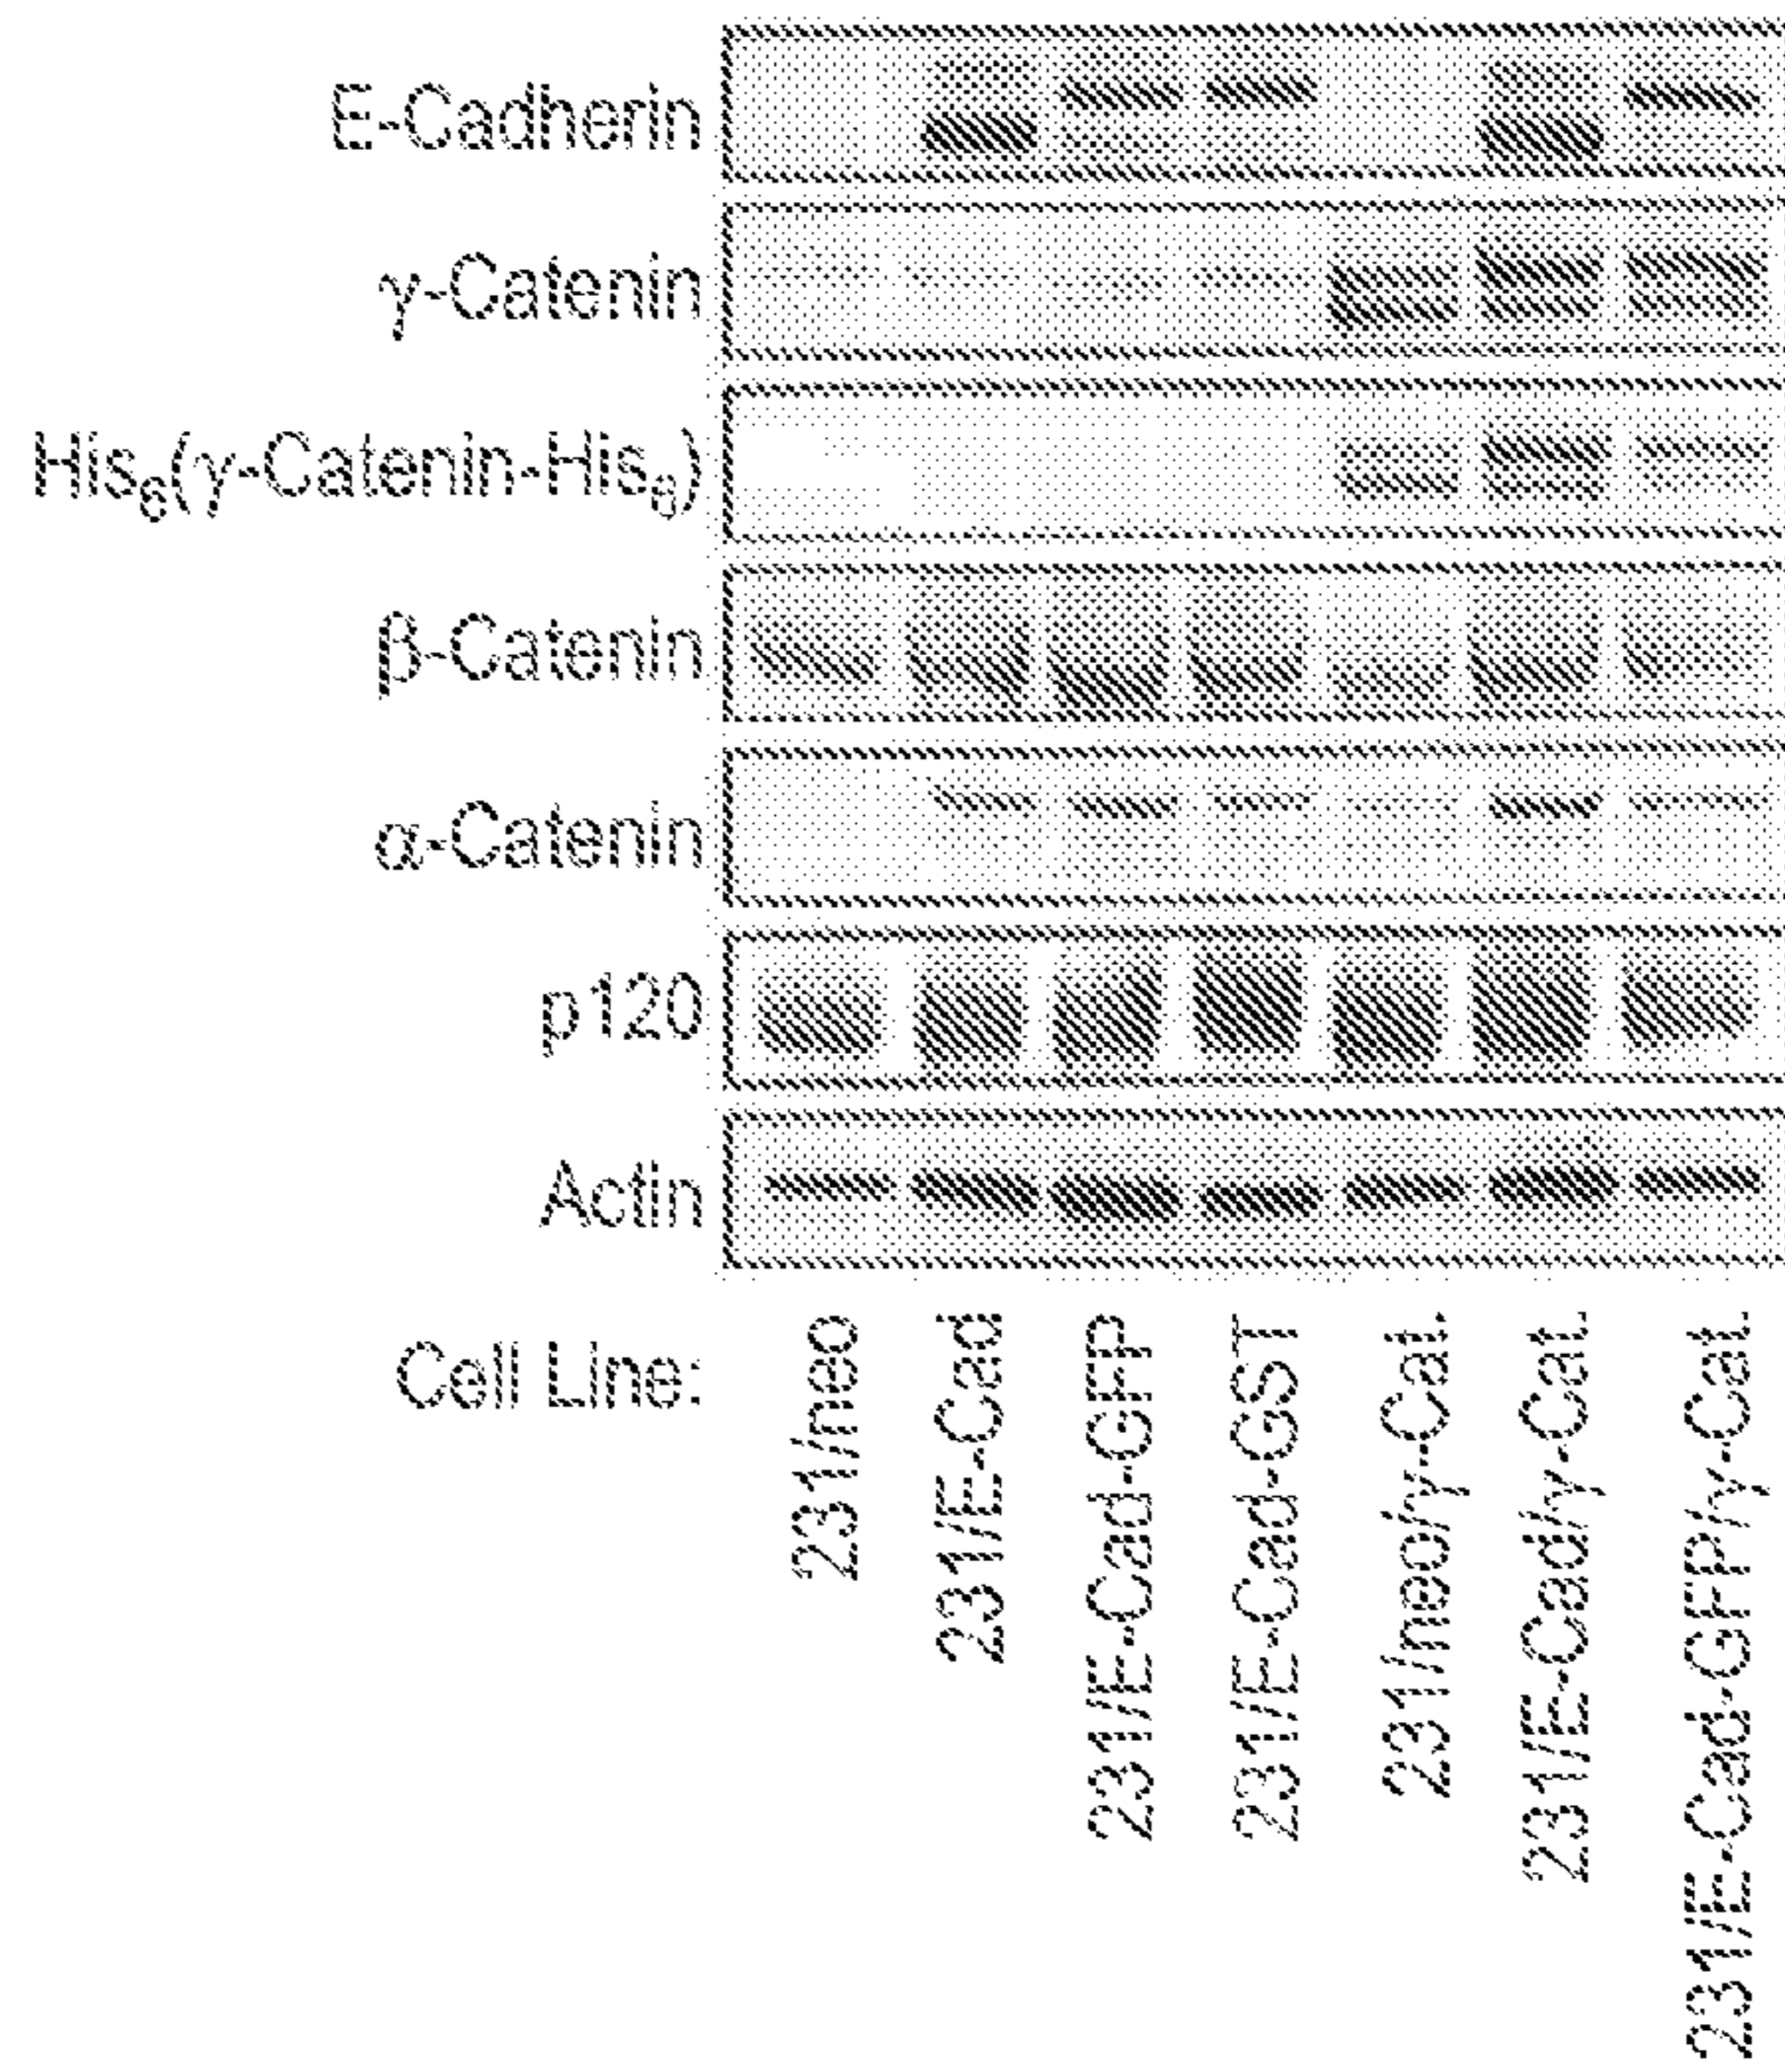 E-Cadherin
γ-Catenin
His₆(γ-Catenin-His₆)
β-Catenin
α-Catenin
p120
Actin
Cell Line:
231/neo
231/E-Cad
231/E-Cad-GFP
231/E-Cad-GST
231/neo/γ-Cat.
231/E-Cad/γ-Cat.
231/E-Cad-GFP/γ-Cat.